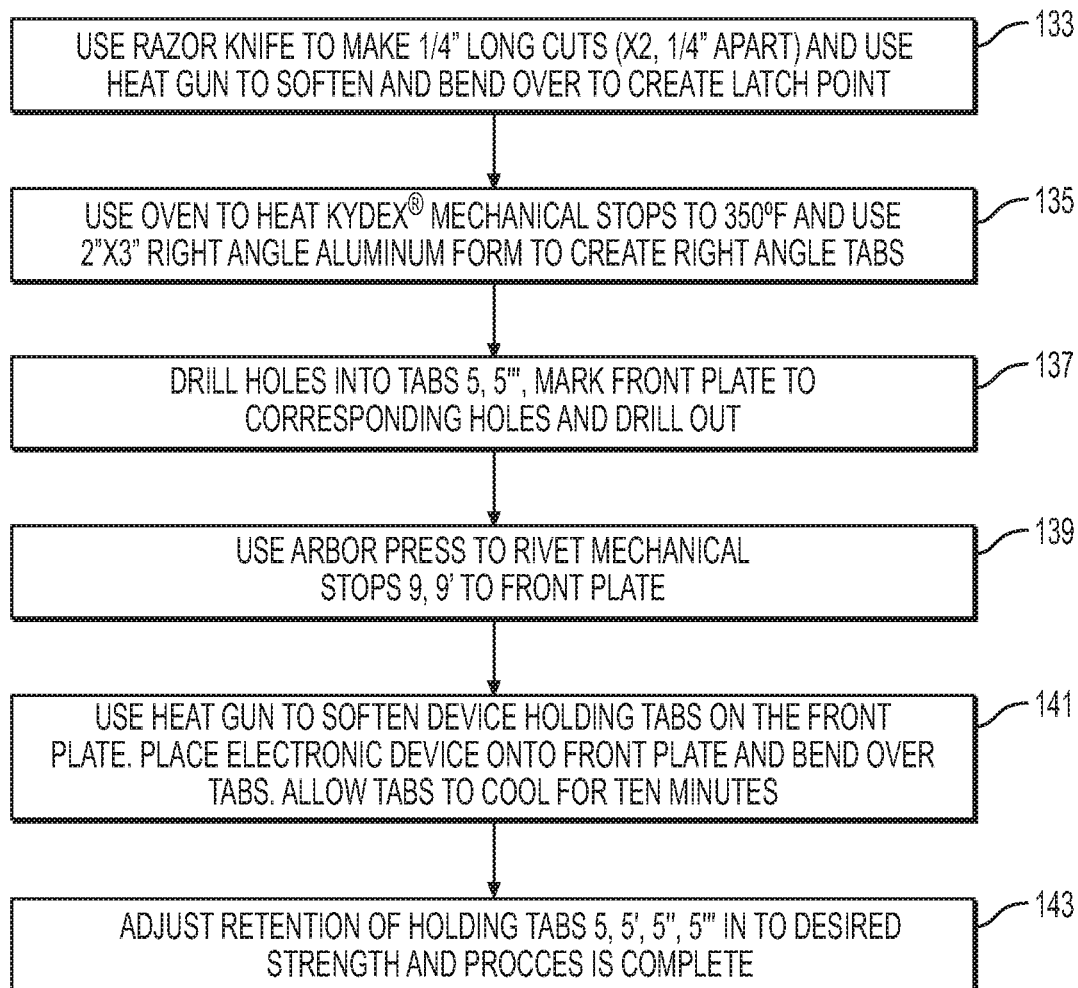 USE RAZOR KNIFE TO MAKE 1/4" LONG CUTS (X2, 1/4" APART) AND USE
HEAT GUN TO SOFTEN AND BEND OVER TO CREATE LATCH POINT
133
USE OVEN TO HEAT KYDEX® MECHANICAL STOPS TO 350ºF AND USE
2"X3" RIGHT ANGLE ALUMINUM FORM TO CREATE RIGHT ANGLE TABS
135
DRILL HOLES INTO TABS 5, 5''', MARK FRONT PLATE TO
CORRESPONDING HOLES AND DRILL OUT
137
USE ARBOR PRESS TO RIVET MECHANICAL
STOPS 9, 9' TO FRONT PLATE
139
USE HEAT GUN TO SOFTEN DEVICE HOLDING TABS ON THE FRONT
PLATE. PLACE ELECTRONIC DEVICE ONTO FRONT PLATE AND BEND OVER
TABS. ALLOW TABS TO COOL FOR TEN MINUTES
141
ADJUST RETENTION OF HOLDING TABS 5, 5', 5'', 5''' IN TO DESIRED
STRENGTH AND PROCCES IS COMPLETE
143